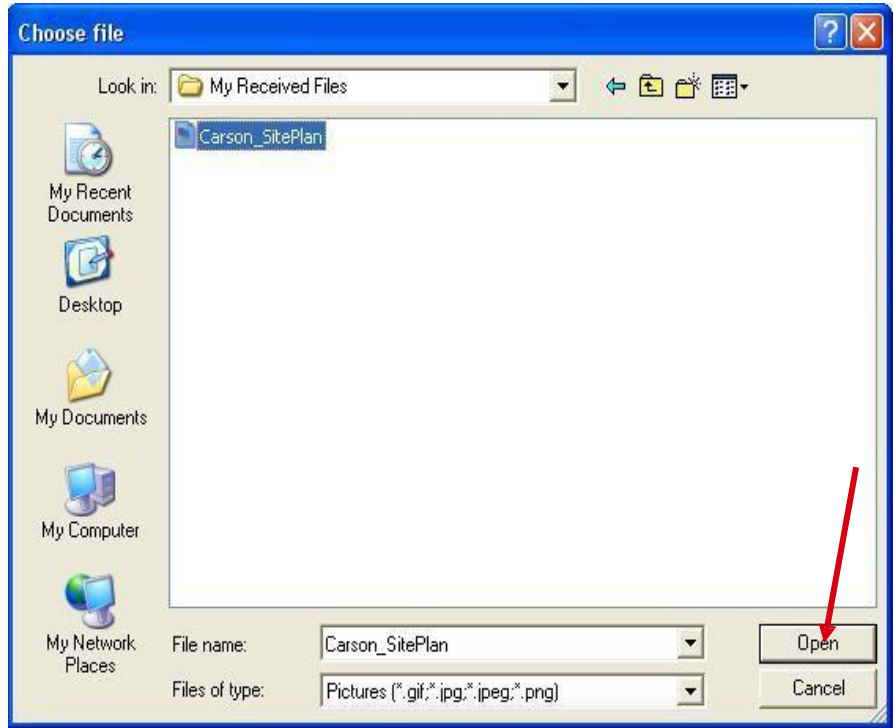 Choose file
Look in: My Received Files
Carson_SitePlan
My Recent
Documents
Desktop
My Documents
My Computer
My Network
Places
File name: Carson_SitePlan Open
Files of type: Pictures (*.gif;*.jpg;*.jpeg;*.png) Cancel